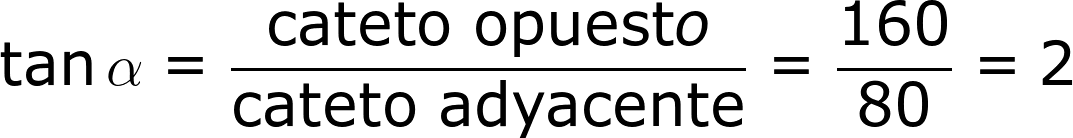 tan α = cateto opuesto / cateto adyacente = 160 / 80 = 2